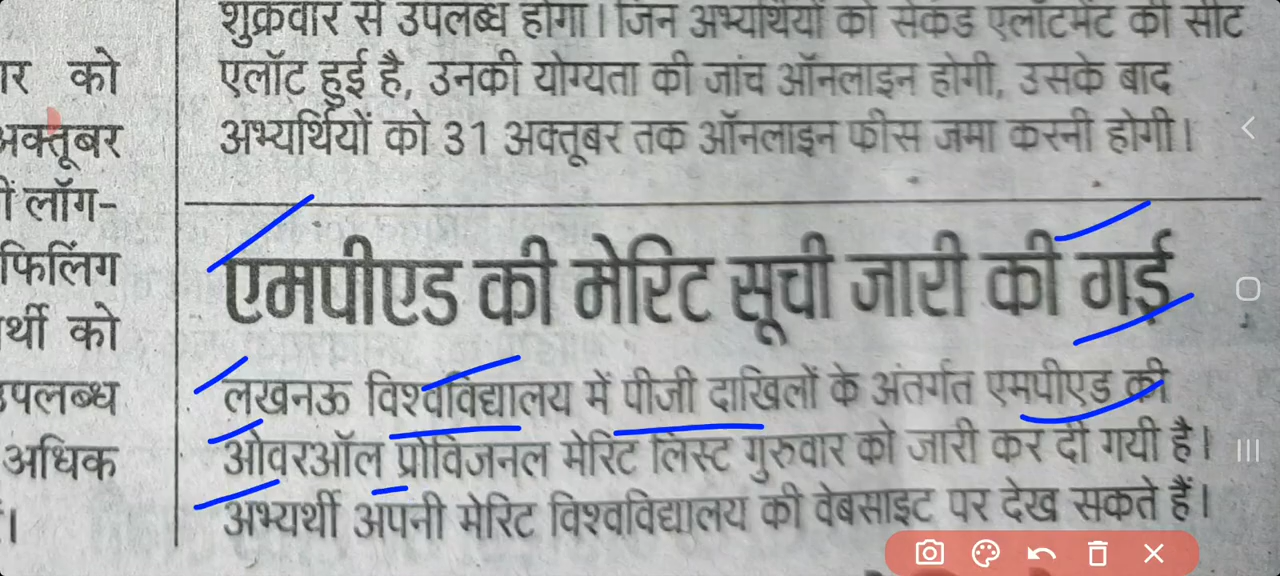 शुक्रवार से उपलब्ध होगा। जिन अभ्यर्थियों को सेकेंड एलॉटमेंट की सीट
एलॉट हुई है, उनकी योग्यता की जांच ऑनलाइन होगी, उसके बाद
अभ्यर्थियों को 31 अक्तूबर तक ऑनलाइन फीस जमा करनी होगी।
एमपीएड की मेरिट सूची जारी की गई
लखनऊ विश्वविद्यालय में पीजी दाखिलों के अंतर्गत एमपीएड की
ओवरऑल प्रोविजनल मेरिट लिस्ट गुरुवार को जारी कर दी गयी है।
अभ्यर्थी अपनी मेरिट विश्वविद्यालय की वेबसाइट पर देख सकते हैं।
को
अक्तूबर
लॉग-
फिलिंग
को
उपलब्ध
अधिक